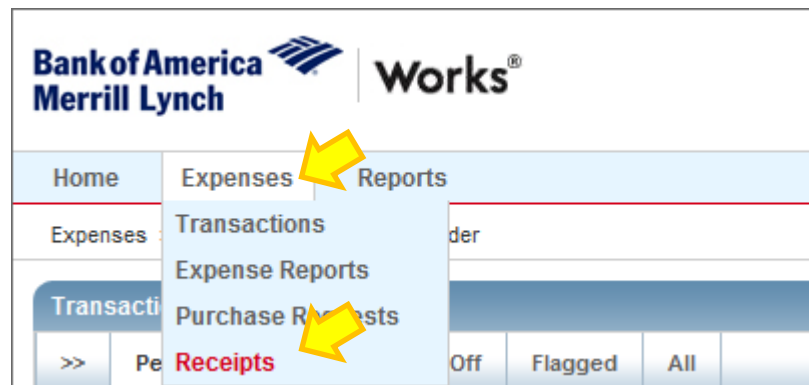 Bank of America
Merrill Lynch
Works®
Home Expenses Reports
Expenses
Transactions
der
Expense Reports
Transacti
Purchase Requests
>> Pe Receipts Off Flagged All